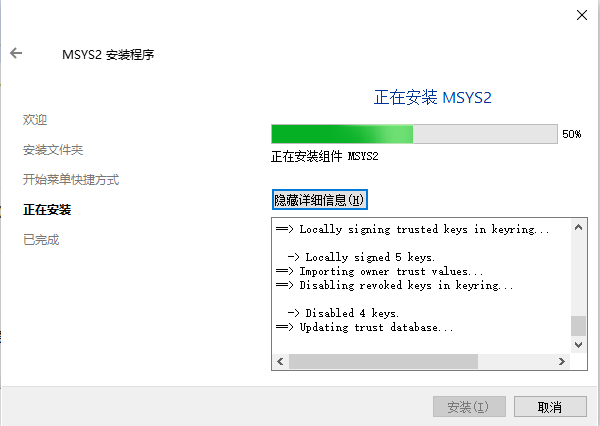 MSYS2 安装程序
正在安装 MSYS2
欢迎
安装文件夹
开始菜单快捷方式
正在安装
已完成
50%
正在安装组件 MSYS2
隐藏详细信息(H)
==> Locally signing trusted keys in keyring...
-> Locally signed 5 keys.
==> Importing owner trust values...
==> Disabling revoked keys in keyring...
-> Disabled 4 keys.
==> Updating trust database...
安装(I)
取消